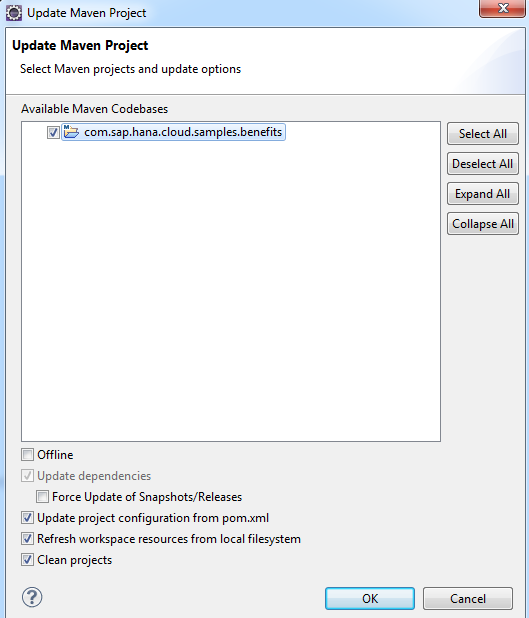 Update Maven Project
Update Maven Project
Select Maven projects and update options
Available Maven Codebases
com.sap.hana.cloud.samples.benefits
Select All
Deselect All
Expand All
Collapse All
Offline
Update dependencies
Force Update of Snapshots/Releases
Update project configuration from pom.xml
Refresh workspace resources from local filesystem
Clean projects
OK
Cancel